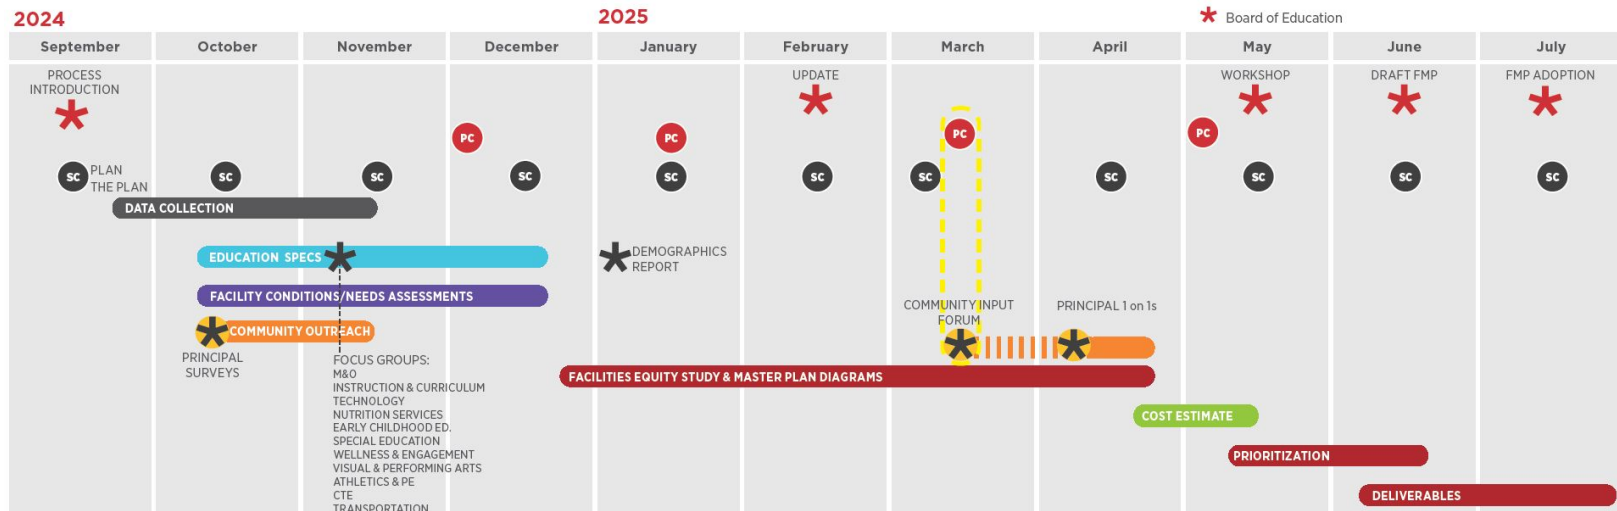 2024
2025
Board of Education
September
October
November
December
January
February
March
April
May
June
July
PROCESS
INTRODUCTION
UPDATE
WORKSHOP
DRAFT FMP
FMP ADOPTION
PC
PC
PC
PC
SC
PLAN
THE PLAN
SC
SC
SC
SC
SC
SC
SC
SC
SC
SC
DATA COLLECTION
EDUCATION SPECS
DEMOGRAPHICS
REPORT
FACILITY CONDITIONS/NEEDS ASSESSMENTS
COMMUNITY OUTREACH
PRINCIPAL
SURVEYS
COMMUNITY INPUT
FORUM
PRINCIPAL 1 on 1s
FOCUS GROUPS:
M&O
INSTRUCTION & CURRICULUM
TECHNOLOGY
NUTRITION SERVICES
EARLY CHILDHOOD ED.
SPECIAL EDUCATION
WELLNESS & ENGAGEMENT
VISUAL & PERFORMING ARTS
ATHLETICS & PE
CTE
TRANSPORTATION
FACILITIES EQUITY STUDY & MASTER PLAN DIAGRAMS
COST ESTIMATE
PRIORITIZATION
DELIVERABLES